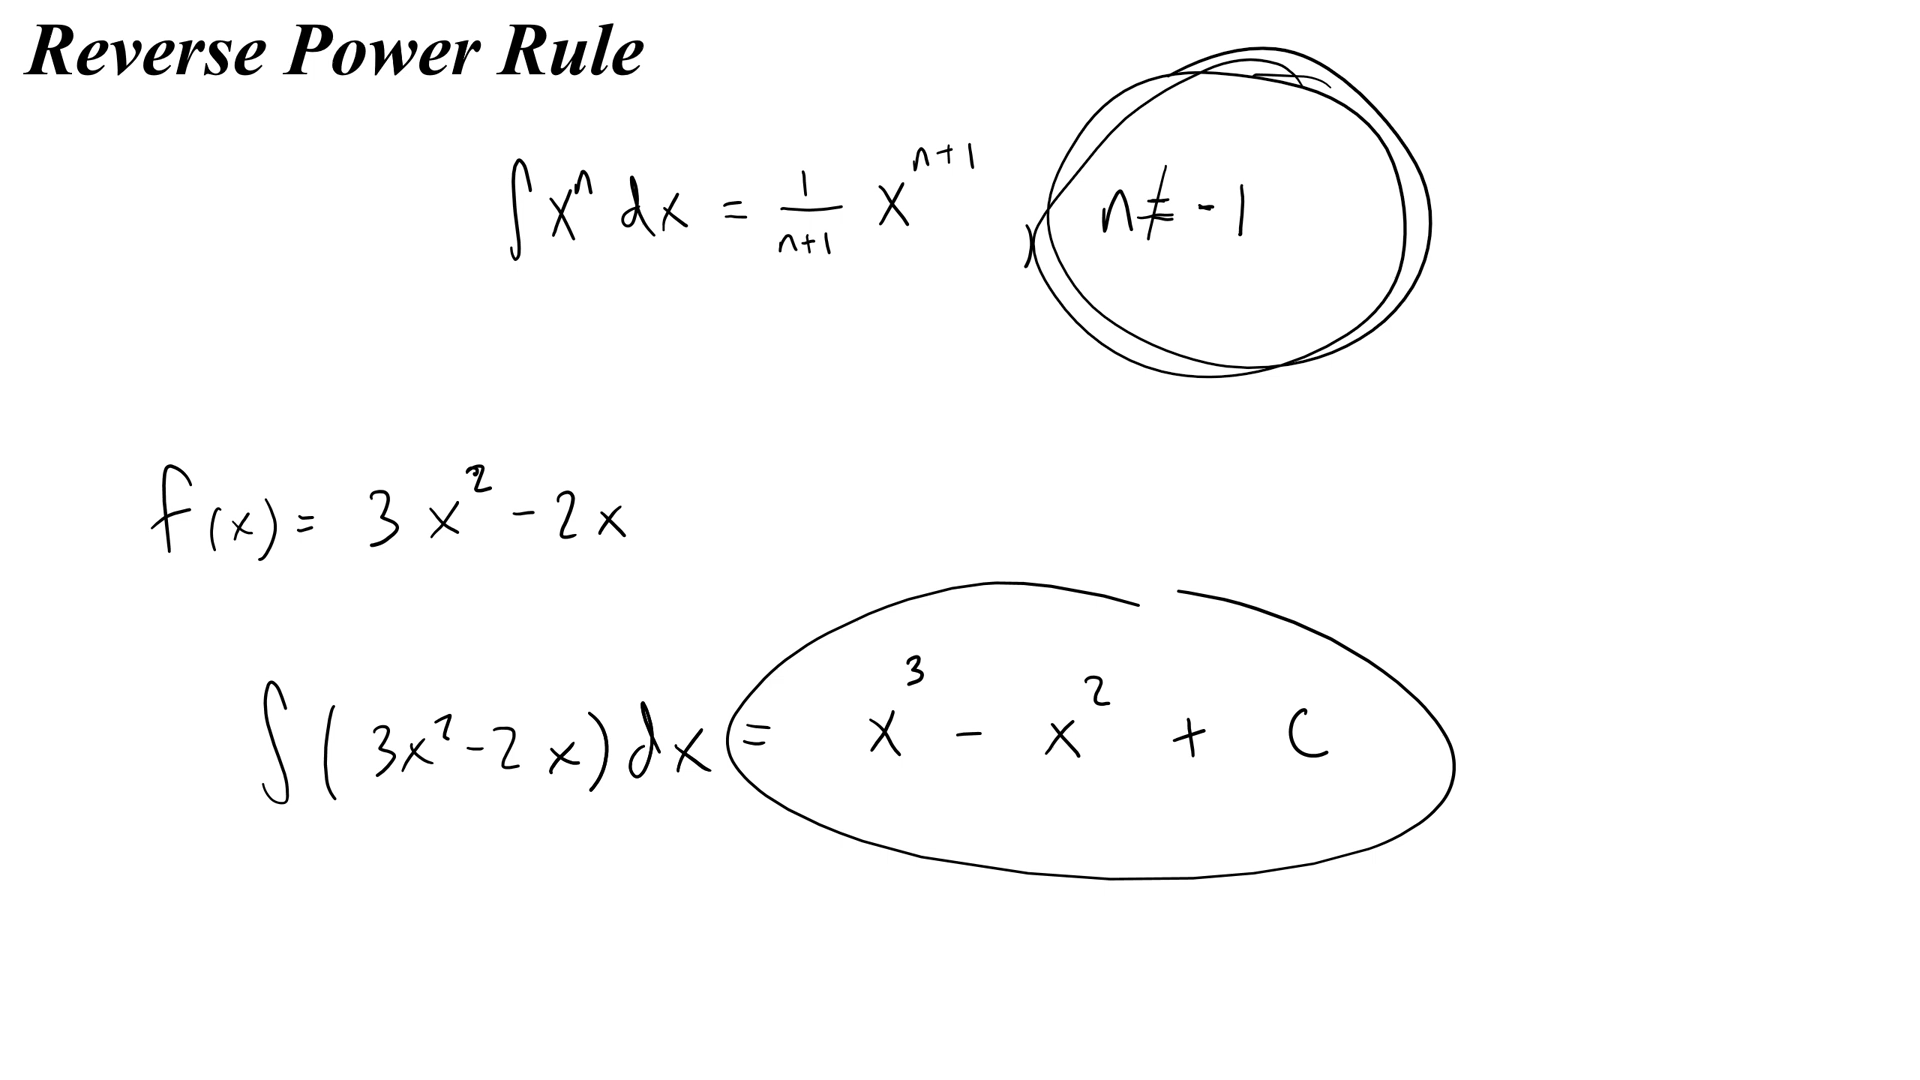 Reverse Power Rule
∫xⁿ dx = 1/(n+1) xⁿ⁺¹ , n ≠ -1
f(x) = 3x² - 2x
∫(3x² - 2x)dx = x³ - x² + C